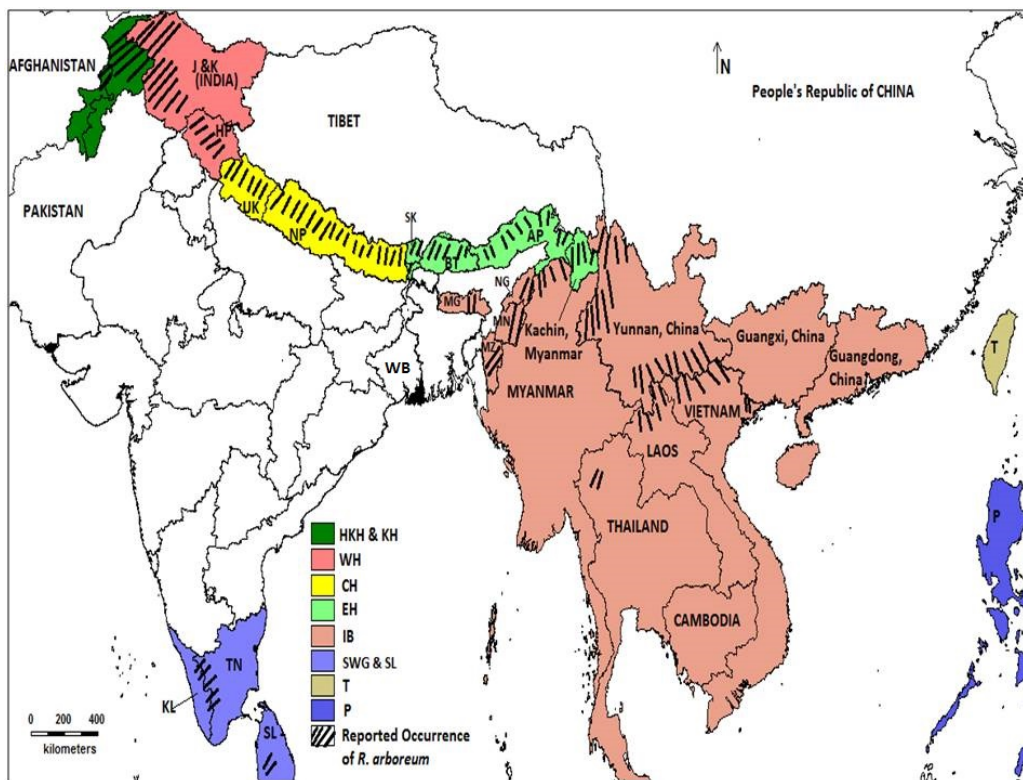 AFGHANISTAN
J &K
(INDIA)
N
People's Republic of CHINA
HP
TIBET
PAKISTAN
UK
NP
SK
BT
AP
NG
MG
MN
MZ
Kachin,
Myanmar
Yunnan, China
Guangxi, China
Guangdong,
China
T
WB
MYANMAR
VIETNAM
LAOS
THAILAND
P
CAMBODIA
HKH & KH
WH
CH
EH
IB
SWG & SL
T
P
Reported Occurrence
of R. arboreum
TN
KL
SL
0 200 400
kilometers